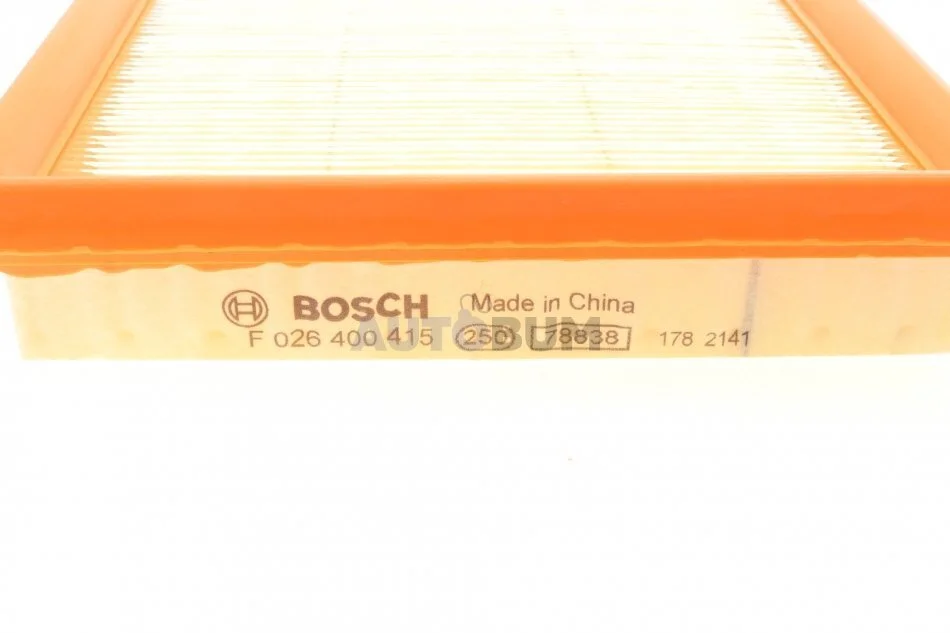 BOSCH Made in China
F 026 400 415 250 78838 178 2141
AUTOBUM